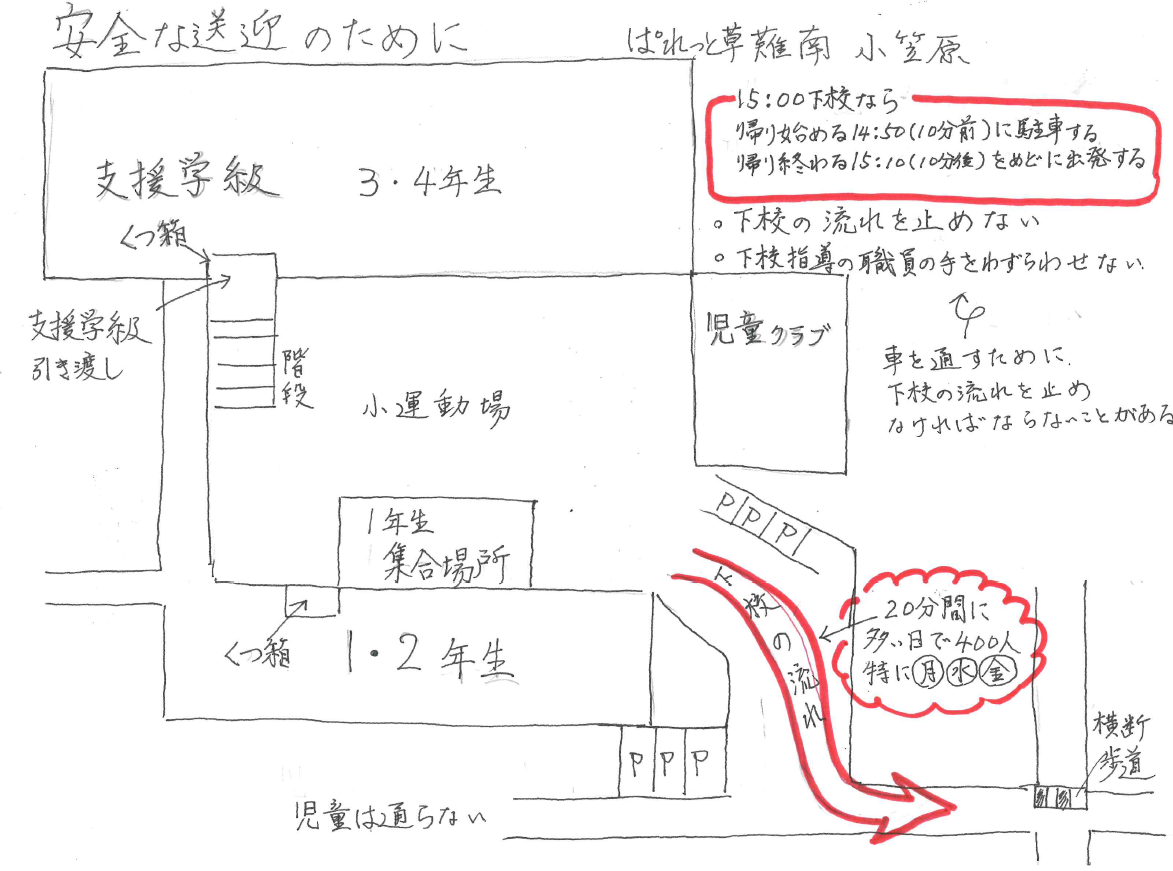 安全な送迎のために
ぱれっと草難南 小笠原
15:00下校なら
帰り始める14:50(10分前)に駐車する
帰り終わる15:10(10分後)をめどに出発する
支援学級 3・4年生
くつ箱
。下校の流れを止めない
。下校指導の職員の手をわずらわせない
支援学級
引き渡し
階段
小運動場
児童クラブ
車を通すために
下校の流れを止め
なければならないことがある
1年生
集合場所
P P P
下校の流れ
20分間に
多い日で400人
特に月水金
くつ箱
1・2年生
P P P
横断
歩道
児童は通らない